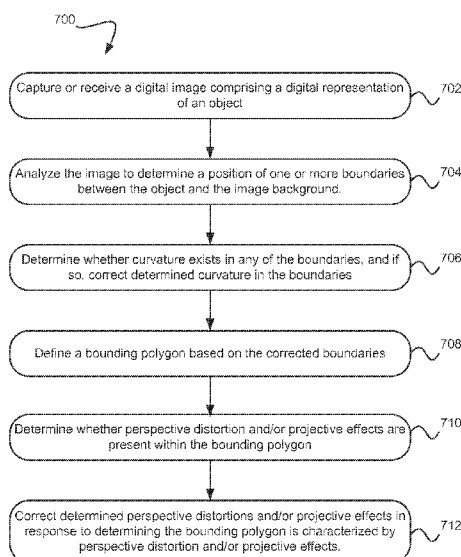 700
Capture or receive a digital image comprising a digital representation
of an object
702
Analyze the image to determine a position of one or more boundaries
between the object and the image background.
704
Determine whether curvature exists in any of the boundaries, and if
so, correct determined curvature in the boundaries
706
Define a bounding polygon based on the corrected boundaries
708
Determine whether perspective distortion and/or projective effects are
present within the bounding polygon
710
Correct determined perspective distortions and/or projective effects in
response to determining the bounding polygon is characterized by
perspective distortion and/or projective effects.
712